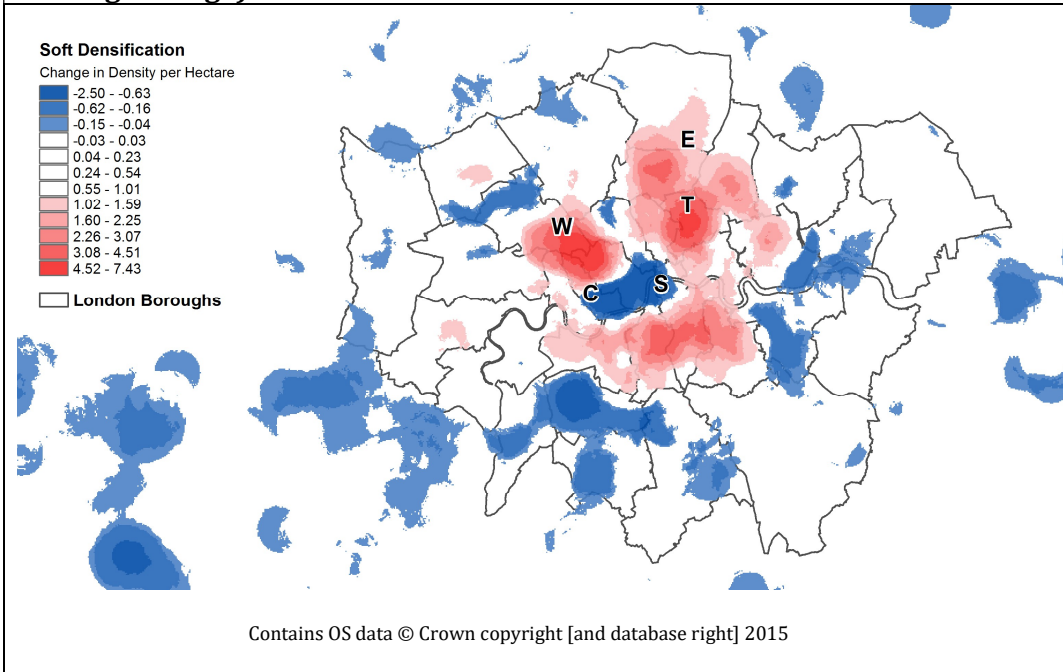 Soft Densification
Change in Density per Hectare
-2.50 - -0.63
-0.62 - -0.16
-0.15 - -0.04
-0.03 - 0.03
0.04 - 0.23
0.24 - 0.54
0.55 - 1.01
1.02 - 1.59
1.60 - 2.25
2.26 - 3.07
3.08 - 4.51
4.52 - 7.43
London Boroughs
E
T
W
C
S
Contains OS data © Crown copyright [and database right] 2015